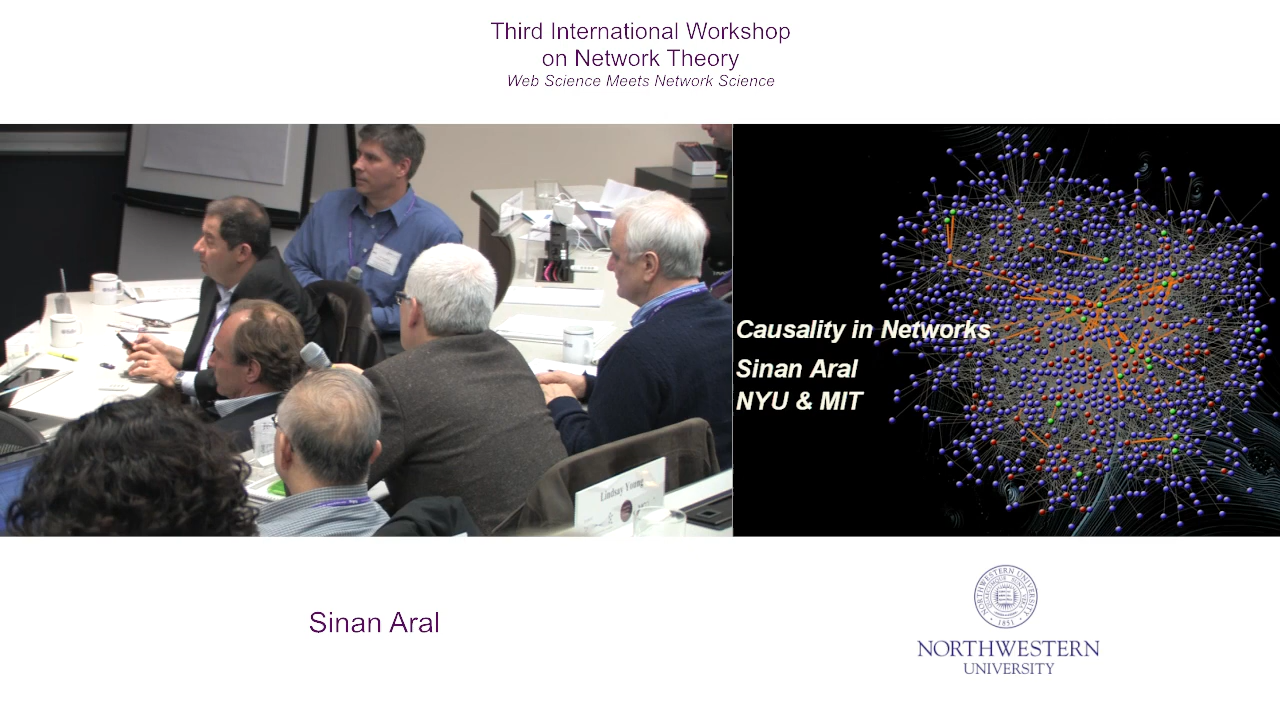 Third International Workshop
on Network Theory
Web Science Meets Network Science
Causality in Networks
Sinan Aral
NYU & MIT
Lindsay Young
Sinan Aral
1851
NORTHWESTERN
UNIVERSITY